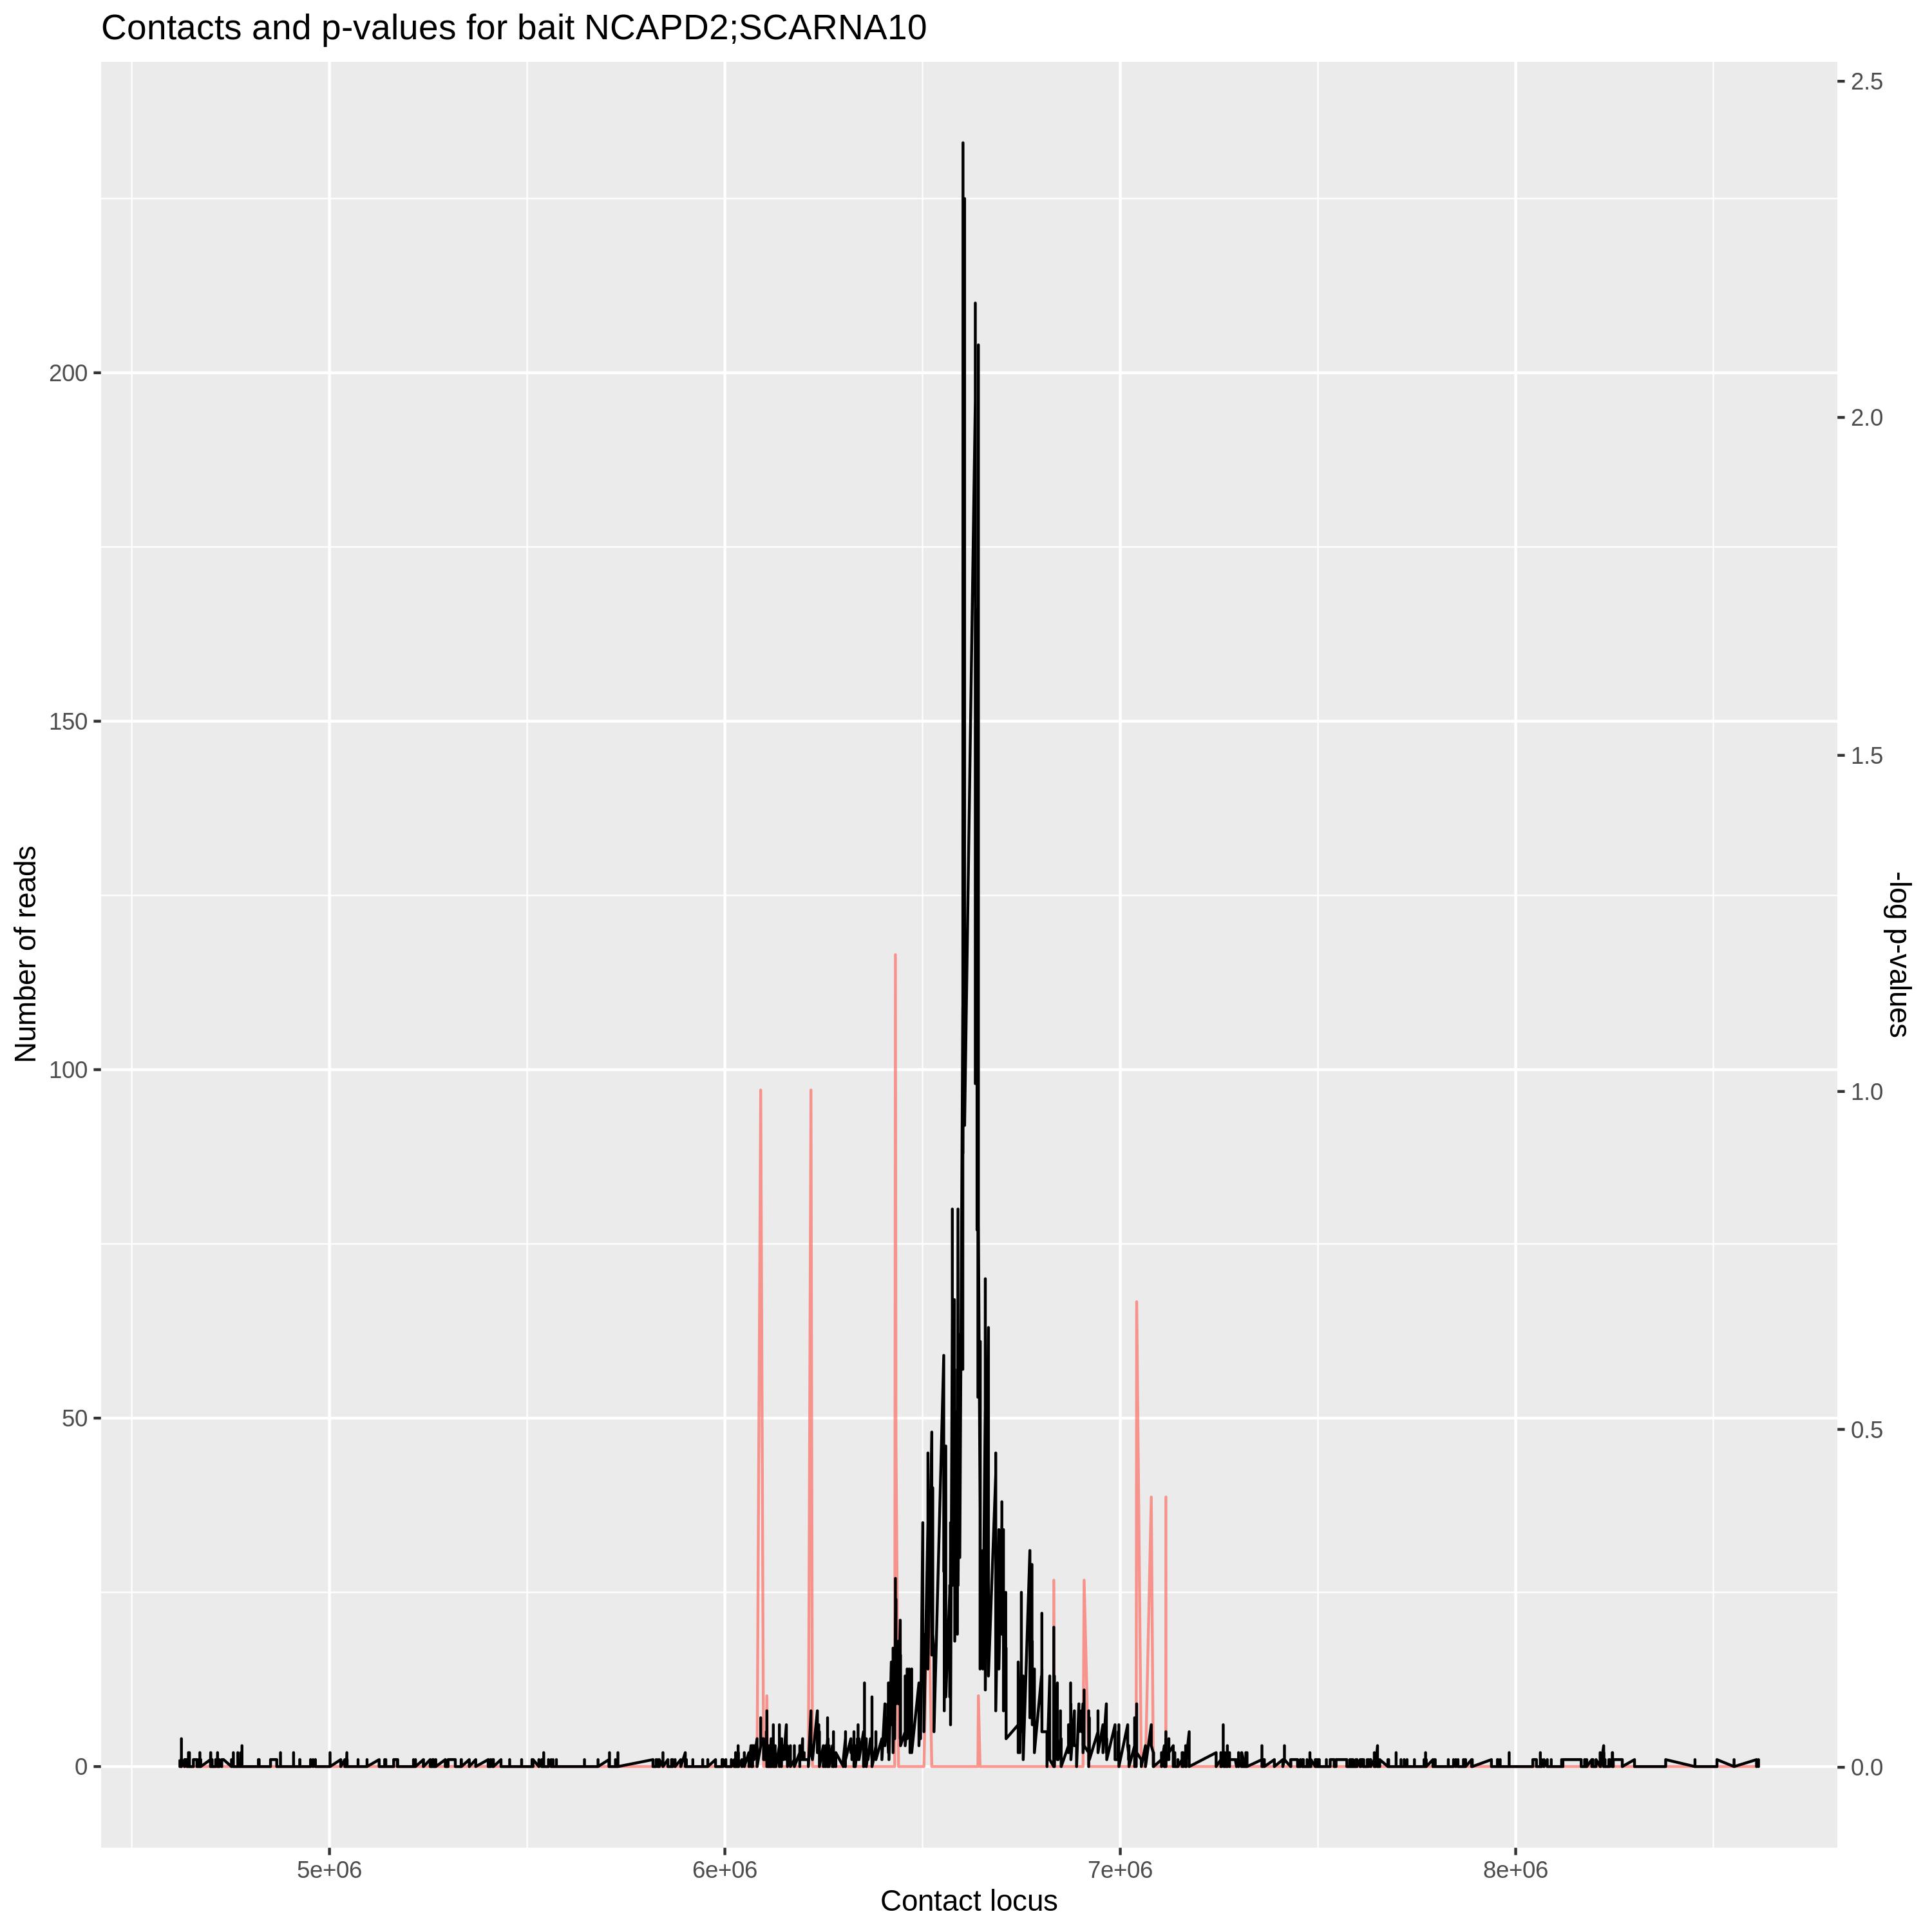 Contacts and p-values for bait NCAPD2;SCARNA10
Number of reads
200
150
100
50
0
2.5
2.0
1.5
1.0
0.5
0.0
-log p-values
5e+06
6e+06
7e+06
8e+06
Contact locus